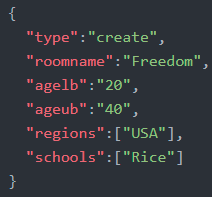 {
"type":"create",
"roomname":"Freedom",
"agelb":"20",
"ageub":"40",
"regions":["USA"],
"schools":["Rice"]
}